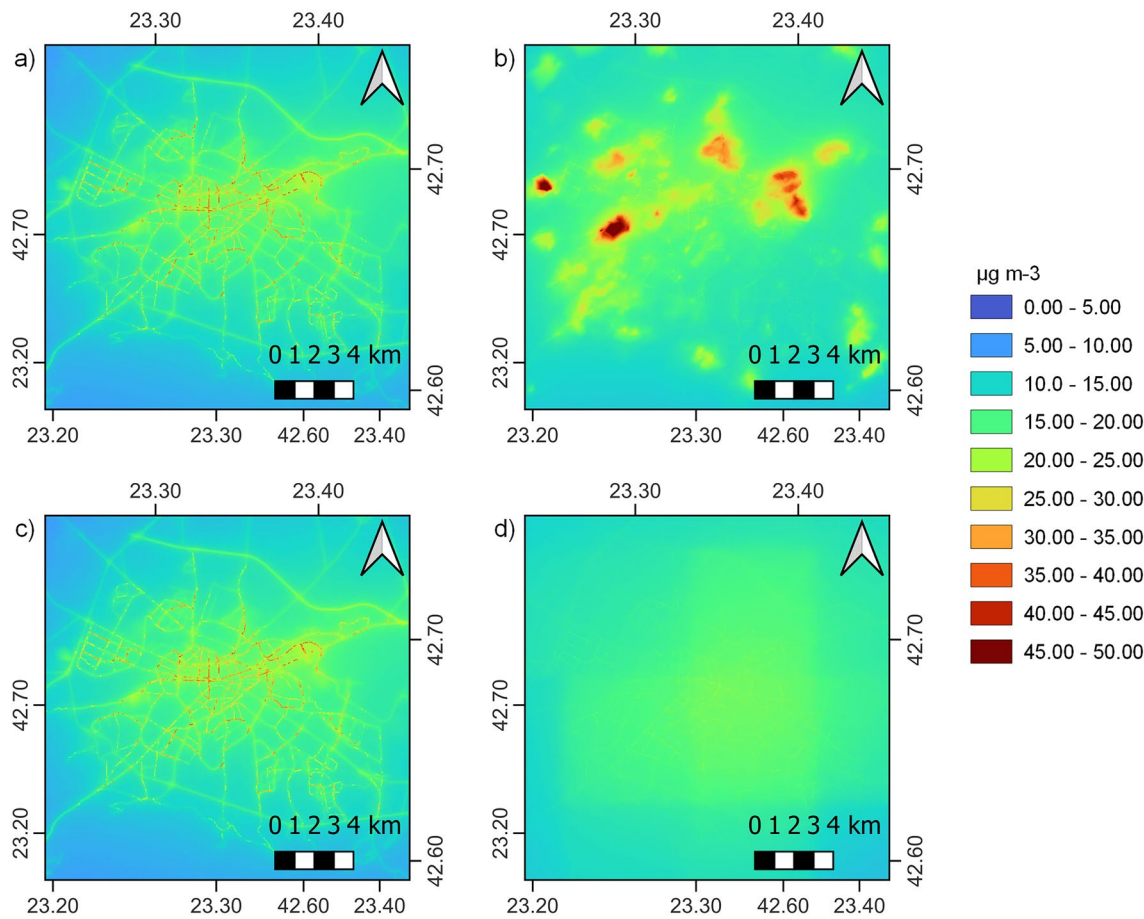 23.30 23.40
23.30 23.40
a)
b)
42.70
42.70
42.70
42.70
µg m-3
0.00 - 5.00
5.00 - 10.00
10.0 - 15.00
15.00 - 20.00
20.00 - 25.00
25.00 - 30.00
30.00 - 35.00
35.00 - 40.00
40.00 - 45.00
45.00 - 50.00
0 1 2 3 4 km
0 1 2 3 4 km
23.20
42.60
23.20
42.60
23.20 23.30 42.60 23.40
23.20 23.30 42.60 23.40
23.30 23.40
23.30 23.40
c)
d)
42.70
42.70
42.70
42.70
0 1 2 3 4 km
0 1 2 3 4 km
23.20
42.60
23.20
42.60
23.20 23.30 42.60 23.40
23.20 23.30 42.60 23.40